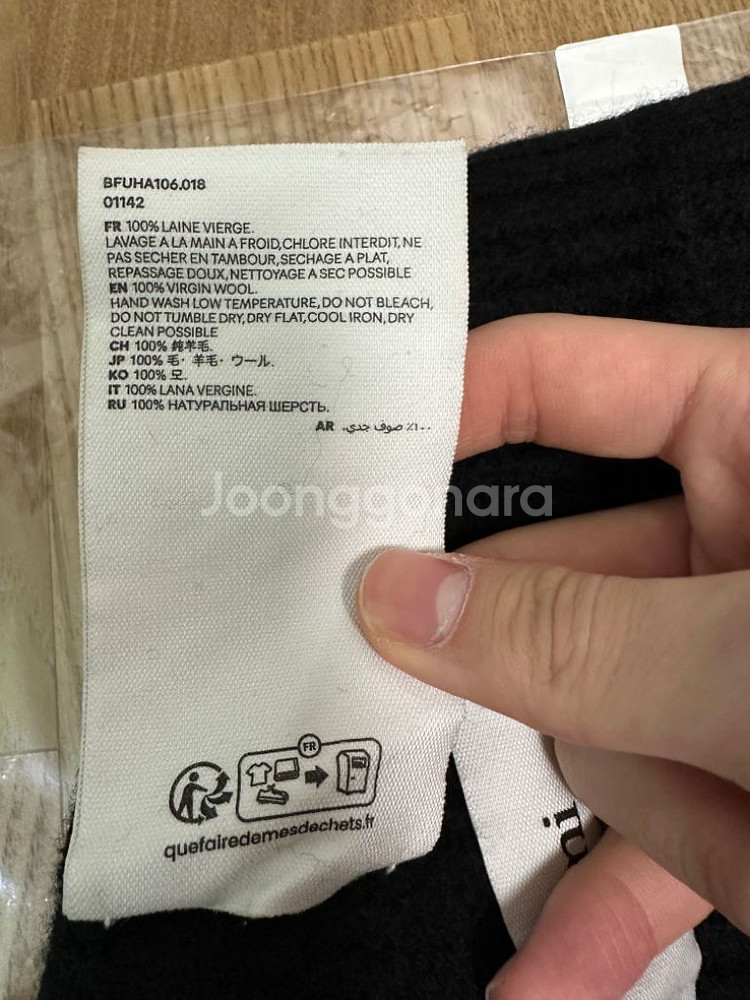 BFUHA106.018
01142
FR 100% LAINE VIERGE.
LAVAGE A LA MAIN A FROID,CHLORE INTERDIT,NE
PAS SECHER EN TAMBOUR,SECHAGE A PLAT,
REPASSAGE DOUX,NETTOYAGE A SEC POSSIBLE
EN 100% VIRGIN WOOL.
HAND WASH LOW TEMPERATURE,DO NOT BLEACH,
DO NOT TUMBLE DRY,DRY FLAT,COOL IRON,DRY
CLEAN POSSIBLE
CH 100% 纯羊毛.
JP 100% 毛· 羊毛· ウール.
KO 100% 모.
IT 100% LANA VERGINE.
RU 100% НАТУРАЛЬНАЯ ШЕРСТЬ.
AR ١٠٠٪ صوف جدي.
Joonggonara
FR
quefairedemesdechets.fr